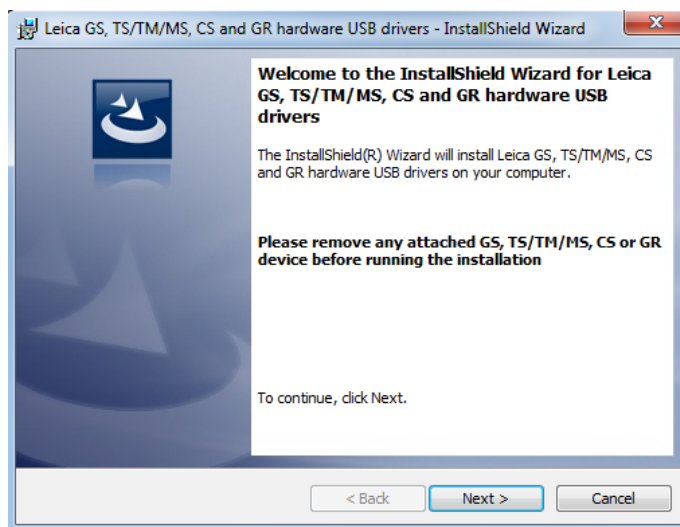 Leica GS, TS/TM/MS, CS and GR hardware USB drivers - InstallShield Wizard
Welcome to the InstallShield Wizard for Leica
GS, TS/TM/MS, CS and GR hardware USB
drivers
The InstallShield(R) Wizard will install Leica GS, TS/TM/MS, CS
and GR hardware USB drivers on your computer.
Please remove any attached GS, TS/TM/MS, CS or GR
device before running the installation
To continue, click Next.
< Back
Next >
Cancel